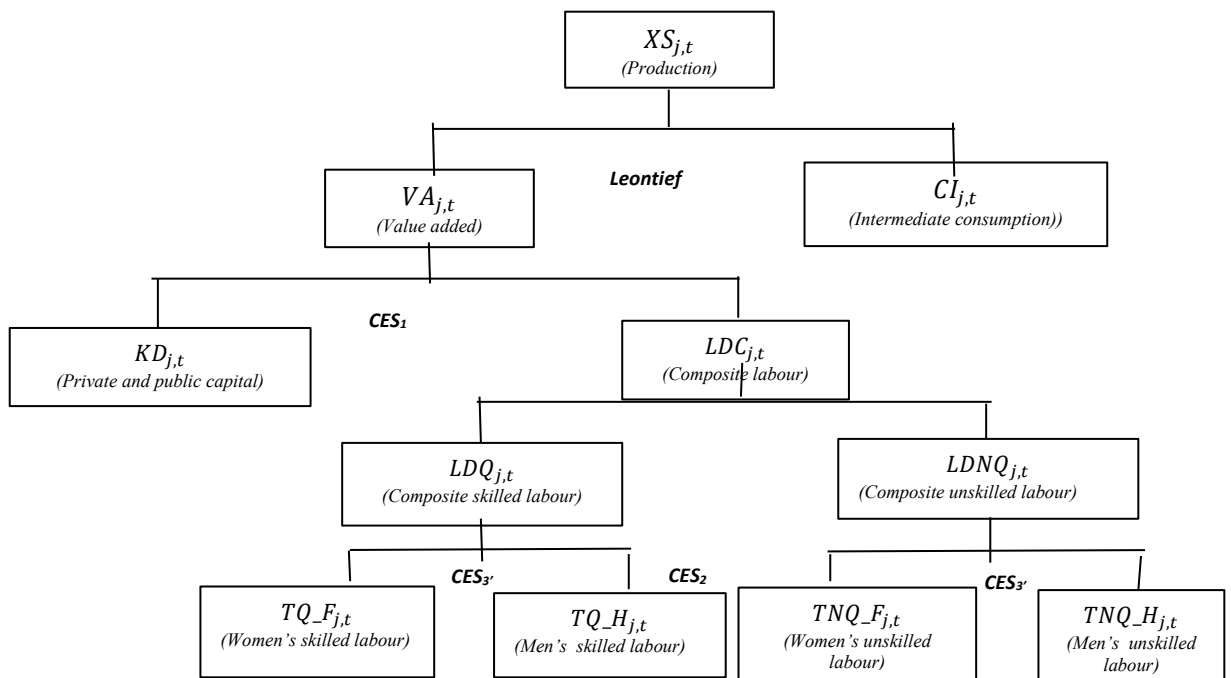 XS_{j,t}
(Production)
Leontief
VA_{j,t}
(Value added)
CI_{j,t}
(Intermediate consumption))
CES₁
KD_{j,t}
(Private and public capital)
LDC_{j,t}
(Composite labour)
LDQ_{j,t}
(Composite skilled labour)
LDNQ_{j,t}
(Composite unskilled labour)
CES₃'
CES₂
CES₃'
TQ_F_{j,t}
(Women's skilled labour)
TQ_H_{j,t}
(Men's skilled labour)
TNQ_F_{j,t}
(Women's unskilled
labour)
TNQ_H_{j,t}
(Men's unskilled
labour)